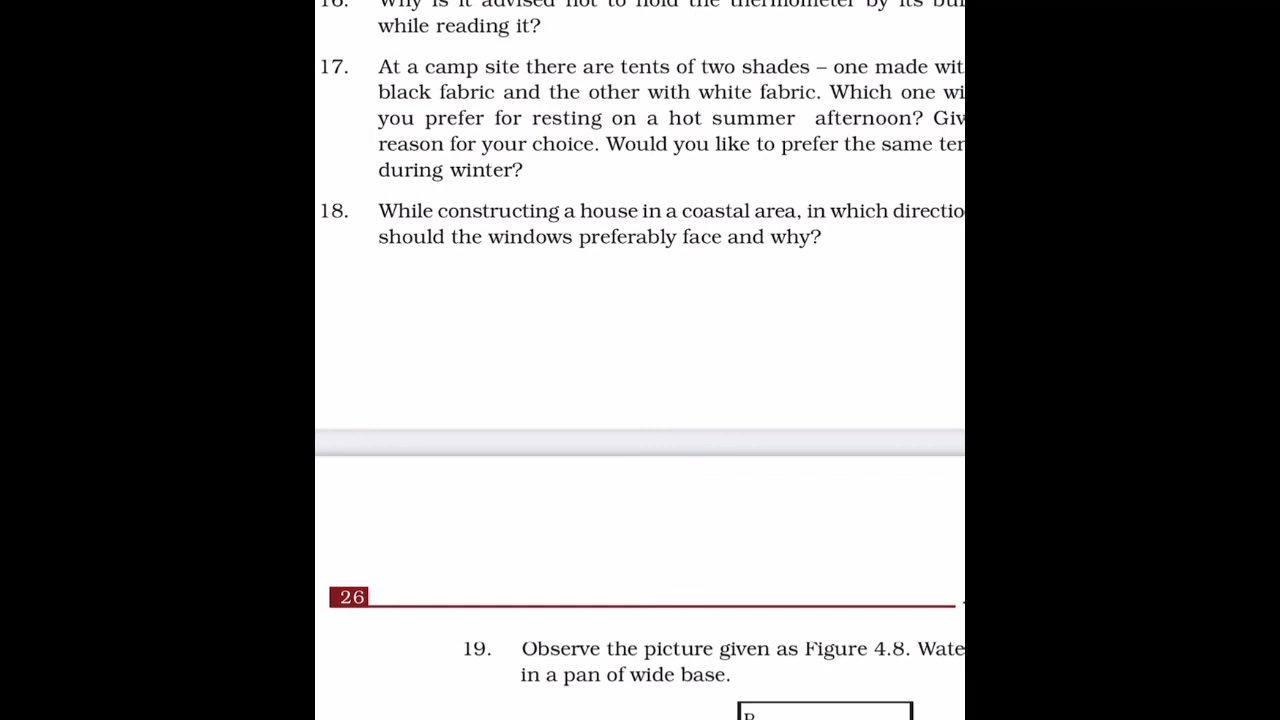 16. Why is it advised not to hold the thermometer by its
while reading it?
17. At a camp site there are tents of two shades – one made wit
black fabric and the other with white fabric. Which one wi
you prefer for resting on a hot summer afternoon? Giv
reason for your choice. Would you like to prefer the same ten
during winter?
18. While constructing a house in a coastal area, in which directio
should the windows preferably face and why?
26
19. Observe the picture given as Figure 4.8. Wate
in a pan of wide base.